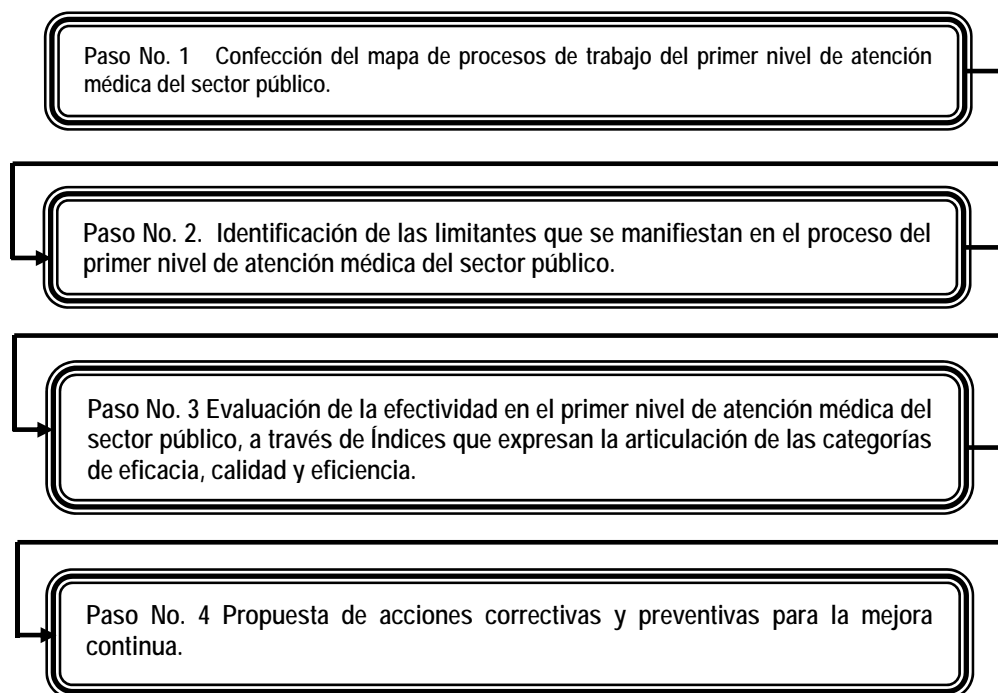 Paso No. 1 Confección del mapa de procesos de trabajo del primer nivel de atención
médica del sector público.
Paso No. 2. Identificación de las limitantes que se manifiestan en el proceso del
primer nivel de atención médica del sector público.
Paso No. 3 Evaluación de la efectividad en el primer nivel de atención médica del
sector público, a través de Índices que expresan la articulación de las categorías
de eficacia, calidad y eficiencia.
Paso No. 4 Propuesta de acciones correctivas y preventivas para la mejora
continua.